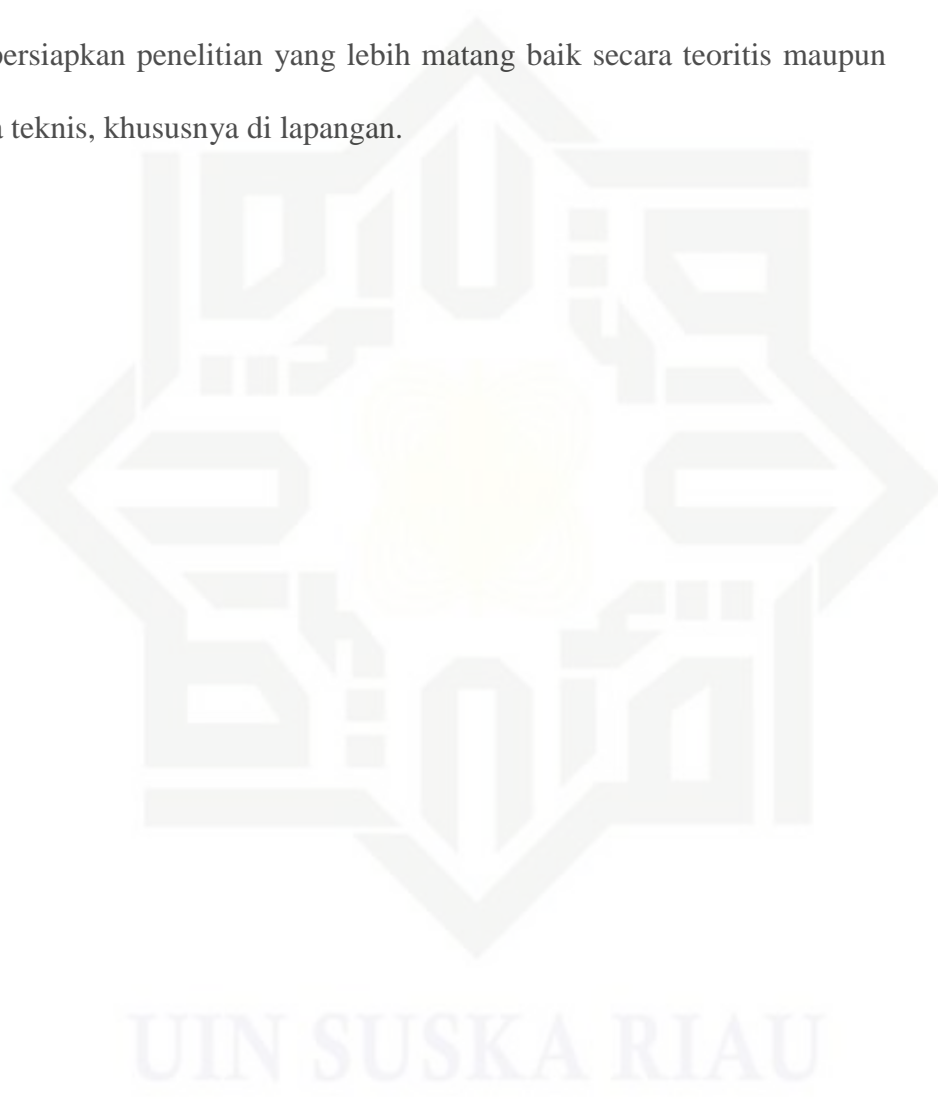 persiapkan penelitian yang lebih matang baik secara teoritis maupun
teknis, khususnya di lapangan.
UIN SUSKA RIAU